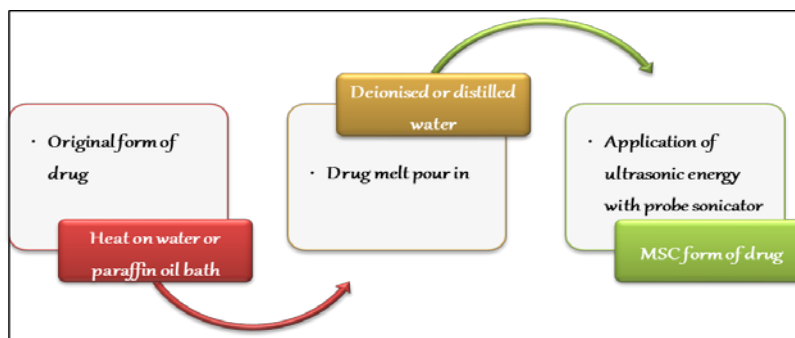 · Original form of
drug
Heat on water or
paraffin oil bath
Deionised or distilled
water
· Drug melt pour in
· Application of
ultrasonic energy
with probe sonicator
MSC form of drug